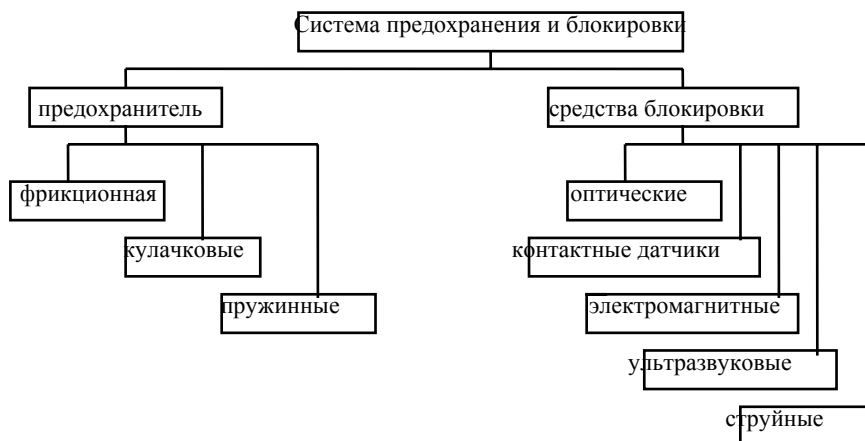 Система предохранения и блокировки
предохранитель
средства блокировки
фрикционная
оптические
кулачковые
контактные датчики
пружинные
электромагнитные
ультразвуковые
струйные